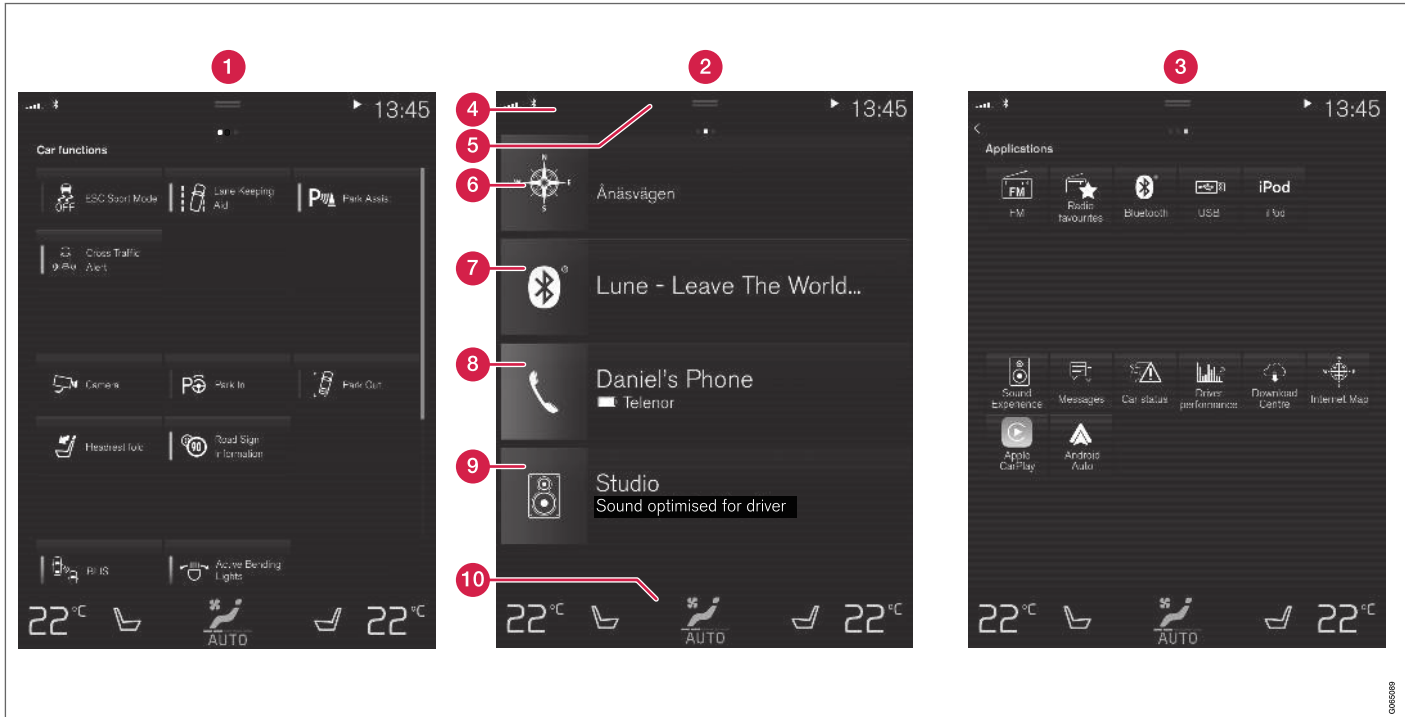 1
2
3
13:45
Car functions
OFF
ESC Sport Mode
Lane Keeping
Aid
P
Park Assis
Cross Traffic
Alert
Camera
P
Park In
Park Out
Headrest fold
90
Road Sign
Information
BLIS
Active Bending
Lights
22°C
AUTO
22°C
4
13:45
5
6
N
W
E
S
Ånäsvägen
7
Lune - Leave The World...
8
Daniel's Phone
Telenor
9
Studio
Sound optimised for driver
10
22°C
AUTO
22°C
13:45
Applications
FM
iPod
FM
Radio
favourites
Bluetooth
USB
iPod
Sound
Experience
Messages
Car status
Driver
performance
Download
Centre
Internet Map
Apple
CarPlay
Android
Auto
22°C
AUTO
22°C
G065089